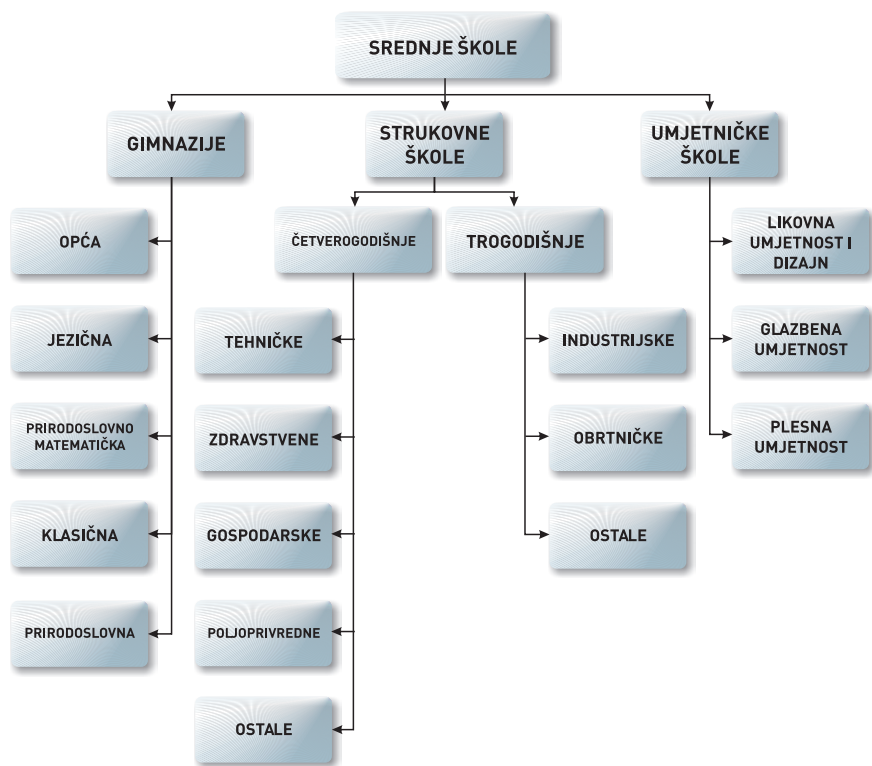 SREDNJE ŠKOLE
GIMNAZIJE
STRUKOVNE
ŠKOLE
UMJETNIČKE
ŠKOLE
OPĆA
JEZIČNA
PRIRODOSLOVNO
MATEMATIČKA
KLASIČNA
PRIRODOSLOVNA
ČETVEROGODIŠNJE
TEHNIČKE
ZDRAVSTVENE
GOSPODARSKE
POLJOPRIVREDNE
OSTALE
TROGODIŠNJE
INDUSTRIJSKE
OBRTNIČKE
OSTALE
LIKOVNA
UMJETNOST I
DIZAJN
GLAZBENA
UMJETNOST
PLESNA
UMJETNOST